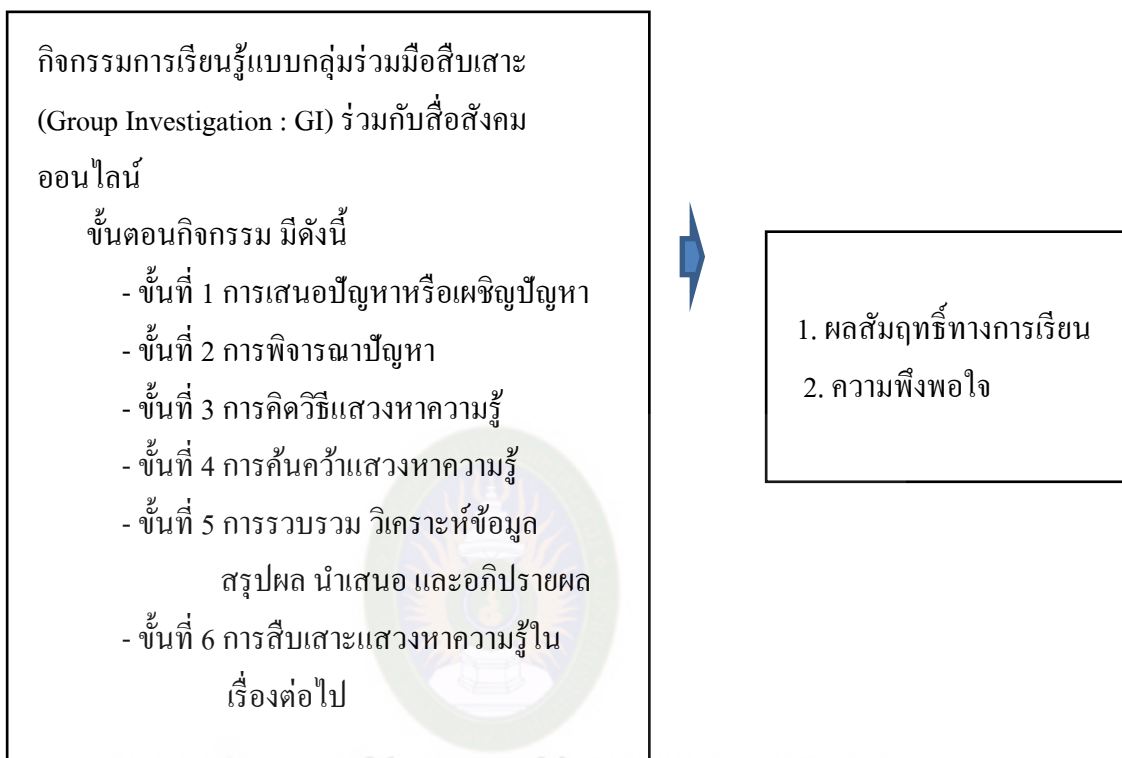 กิจกรรมการเรียนรู้แบบกลุ่มร่วมมือสืบเสาะ
(Group Investigation : GI) ร่วมกับสื่อสังคม
ออนไลน์
ขั้นตอนกิจกรรม มีดังนี้
- ขั้นที่ 1 การเสนอปัญหาหรือเผชิญปัญหา
- ขั้นที่ 2 การพิจารณาปัญหา
- ขั้นที่ 3 การคิดวิธีแสวงหาความรู้
- ขั้นที่ 4 การค้นคว้าแสวงหาความรู้
- ขั้นที่ 5 การรวบรวม วิเคราะห์ข้อมูล
สรุปผล นำเสนอ และอภิปรายผล
- ขั้นที่ 6 การสืบเสาะแสวงหาความรู้ใน
เรื่องต่อไป
1. ผลสัมฤทธิ์ทางการเรียน
2. ความพึงพอใจ